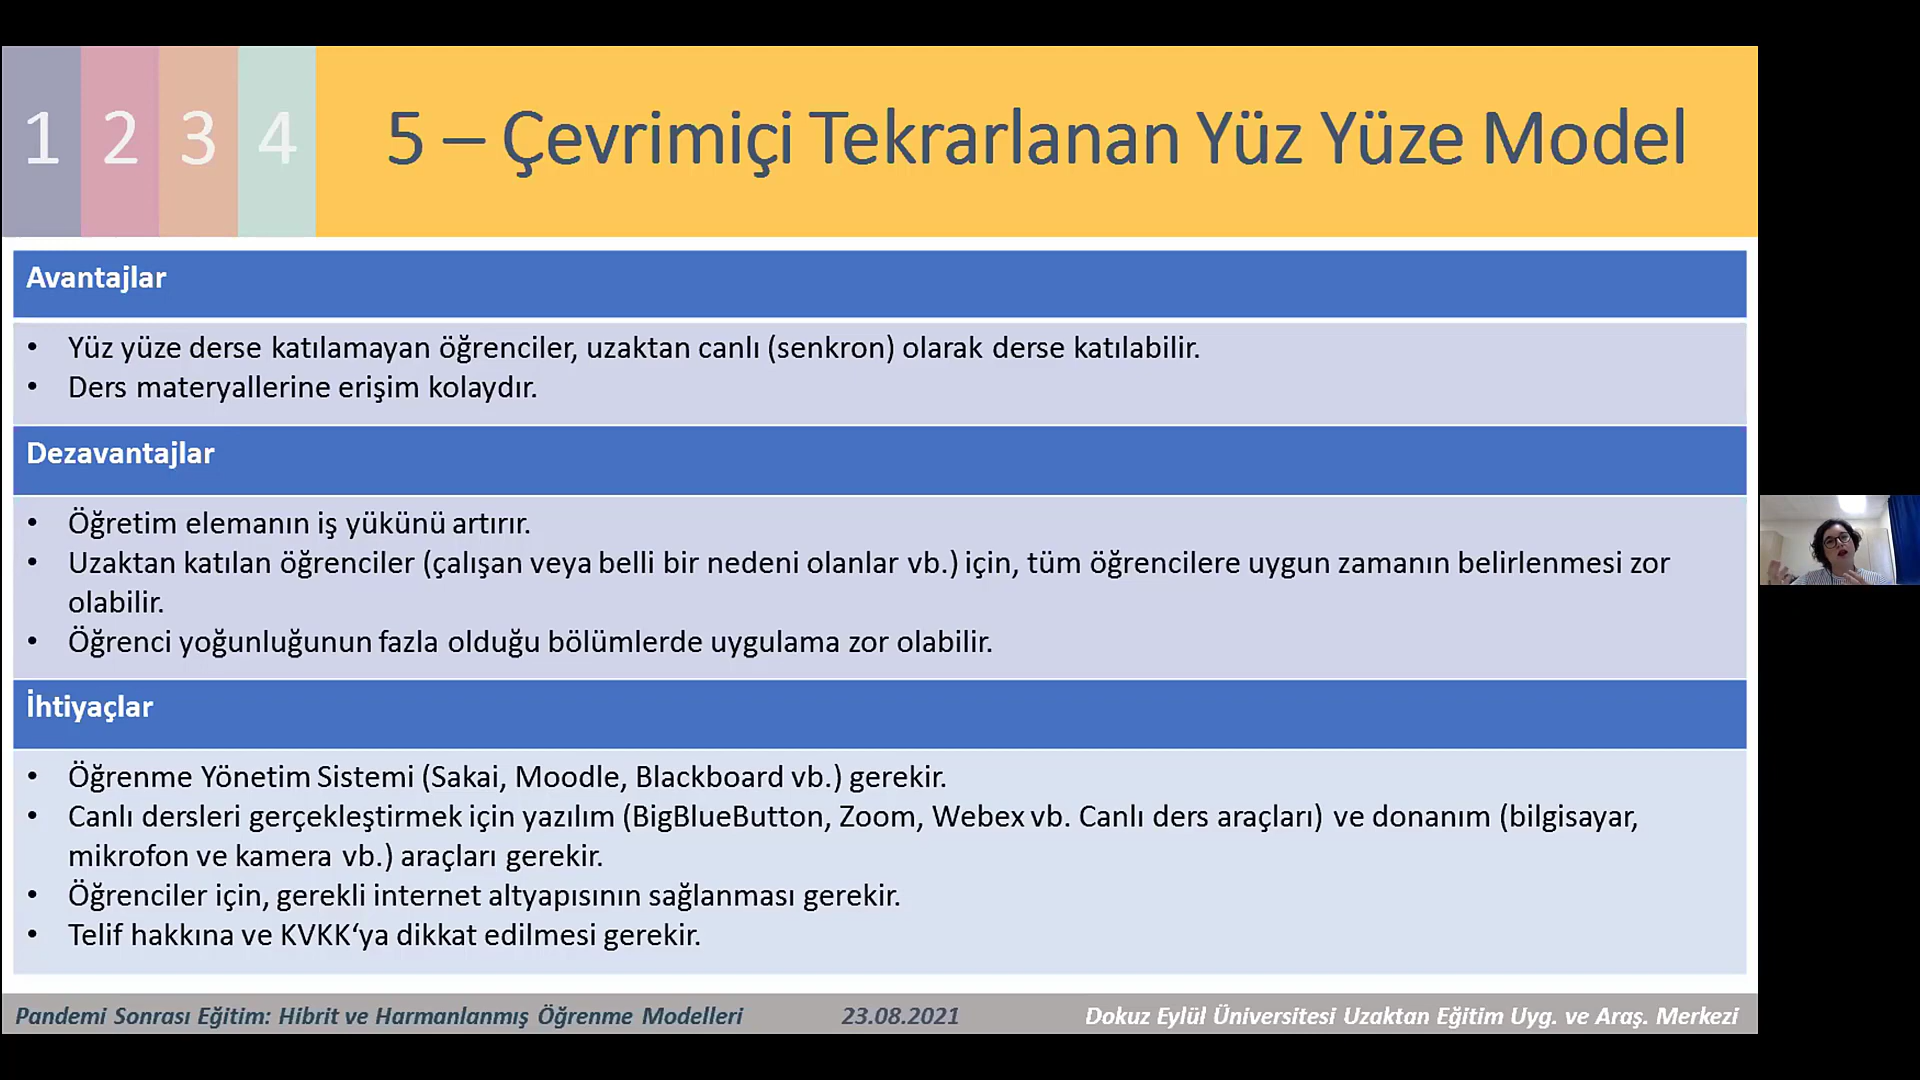 1 2 3 4 5 – Çevrimiçi Tekrarlanan Yüz Yüze Model
Avantajlar
• Yüz yüze derse katılamayan öğrenciler, uzaktan canlı (senkron) olarak derse katılabilir.
• Ders materyallerine erişim kolaydır.
Dezavantajlar
• Öğretim elemanın iş yükünü artırır.
• Uzaktan katılan öğrenciler (çalışan veya belli bir nedeni olanlar vb.) için, tüm öğrencilere uygun zamanın belirlenmesi zor
olabilir.
• Öğrenci yoğunluğunun fazla olduğu bölümlerde uygulama zor olabilir.
İhtiyaçlar
• Öğrenme Yönetim Sistemi (Sakai, Moodle, Blackboard vb.) gerekir.
• Canlı dersleri gerçekleştirmek için yazılım (BigBlueButton, Zoom, Webex vb. Canlı ders araçları) ve donanım (bilgisayar,
mikrofon ve kamera vb.) araçları gerekir.
• Öğrenciler için, gerekli internet altyapısının sağlanması gerekir.
• Telif hakkına ve KVKK‘ya dikkat edilmesi gerekir.
Pandemi Sonrası Eğitim: Hibrit ve Harmanlanmış Öğrenme Modelleri 23.08.2021 Dokuz Eylül Üniversitesi Uzaktan Eğitim Uyg. ve Araş. Merkezi